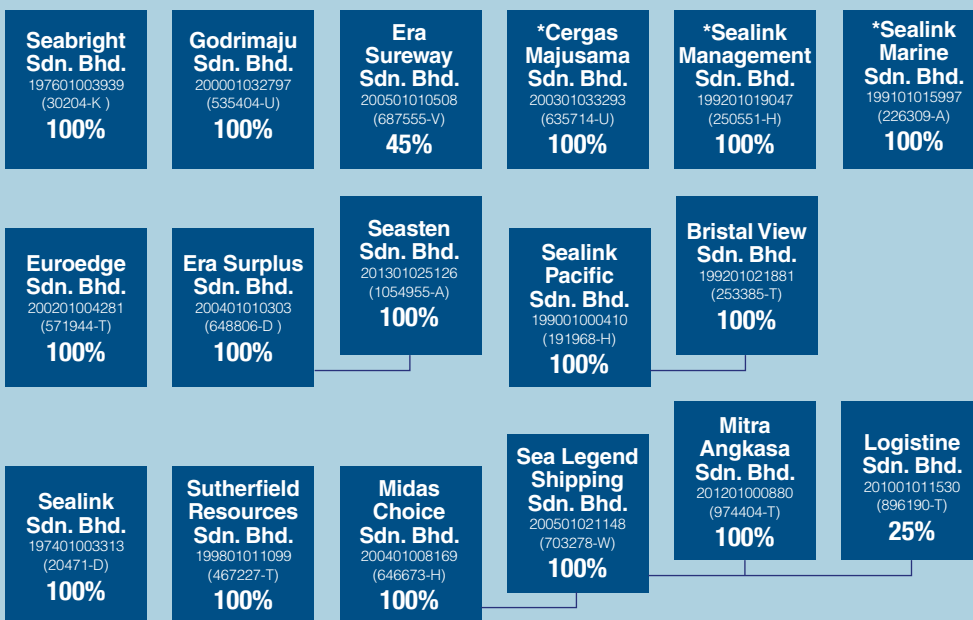 Seabright
Sdn. Bhd.
197601003939
(30204-K )
100%
Godrimaju
Sdn. Bhd.
200001032797
(535404-U)
100%
Era
Sureway
Sdn. Bhd.
200501010508
(687555-V)
45%
*Cergas
Majusama
Sdn. Bhd.
200301033293
(635714-U)
100%
*Sealink
Management
Sdn. Bhd.
199201019047
(250551-H)
100%
*Sealink
Marine
Sdn. Bhd.
199101015997
(226309-A)
100%
Euroedge
Sdn. Bhd.
200201004281
(571944-T)
100%
Era Surplus
Sdn. Bhd.
200401010303
(648806-D )
100%
Seasten
Sdn. Bhd.
201301025126
(1054955-A)
100%
Sealink
Pacific
Sdn. Bhd.
199001000410
(191968-H)
100%
Bristal View
Sdn. Bhd.
199201021881
(253385-T)
100%
Sealink
Sdn. Bhd.
197401003313
(20471-D)
100%
Sutherfield
Resources
Sdn. Bhd.
199801011099
(467227-T)
100%
Midas
Choice
Sdn. Bhd.
200401008169
(646673-H)
100%
Sea Legend
Shipping
Sdn. Bhd.
200501021148
(703278-W)
100%
Mitra
Angkasa
Sdn. Bhd.
201201000880
(974404-T)
100%
Logistine
Sdn. Bhd.
201001011530
(896190-T)
25%